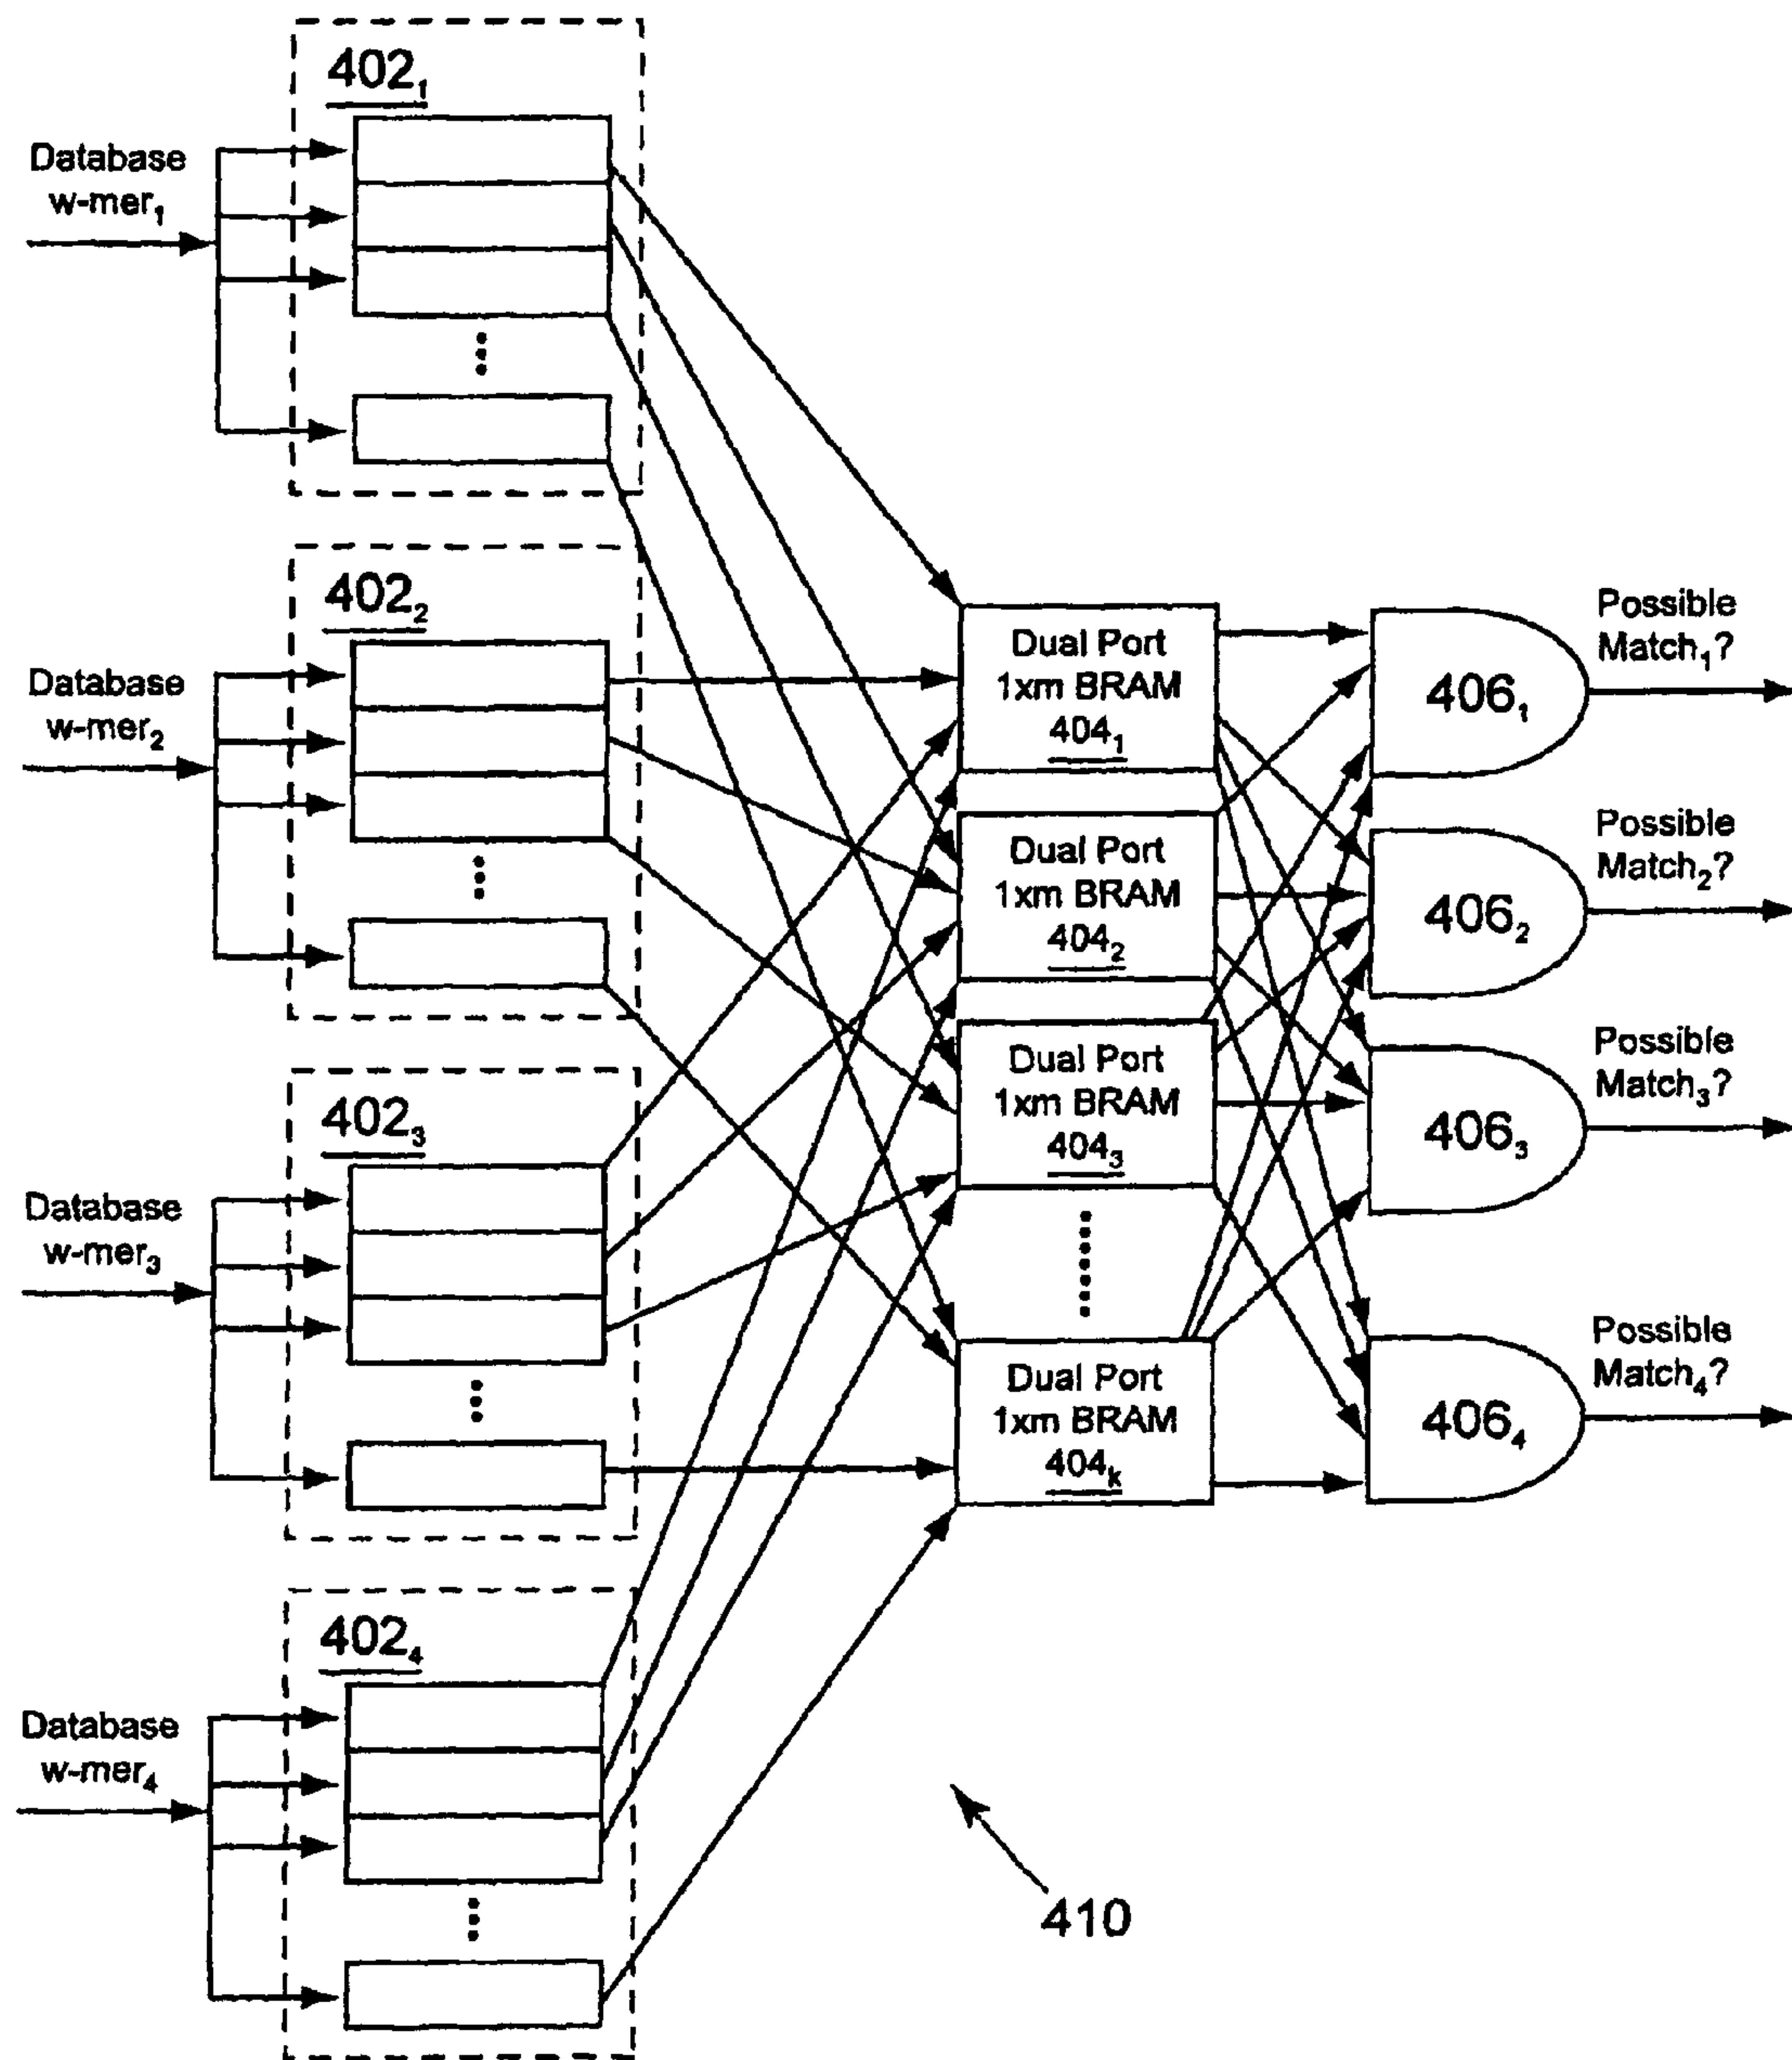 402₁
Database
w-mer₁
402₂
Database
w-mer₂
402₃
Database
w-mer₃
402₄
Database
w-mer₄
Dual Port
1xm BRAM
404₁
Dual Port
1xm BRAM
404₂
Dual Port
1xm BRAM
404₃
Dual Port
1xm BRAM
404ₖ
406₁
Possible
Match₁?
406₂
Possible
Match₂?
406₃
Possible
Match₃?
406₄
Possible
Match₄?
410